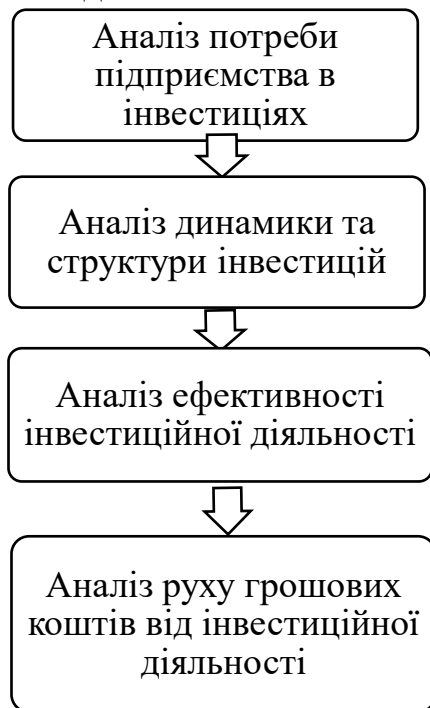 Аналіз потреби
підприємства в
інвестиціях
Аналіз динаміки та
структури інвестицій
Аналіз ефективності
інвестиційної діяльності
Аналіз руху грошових
коштів від інвестиційної
діяльності